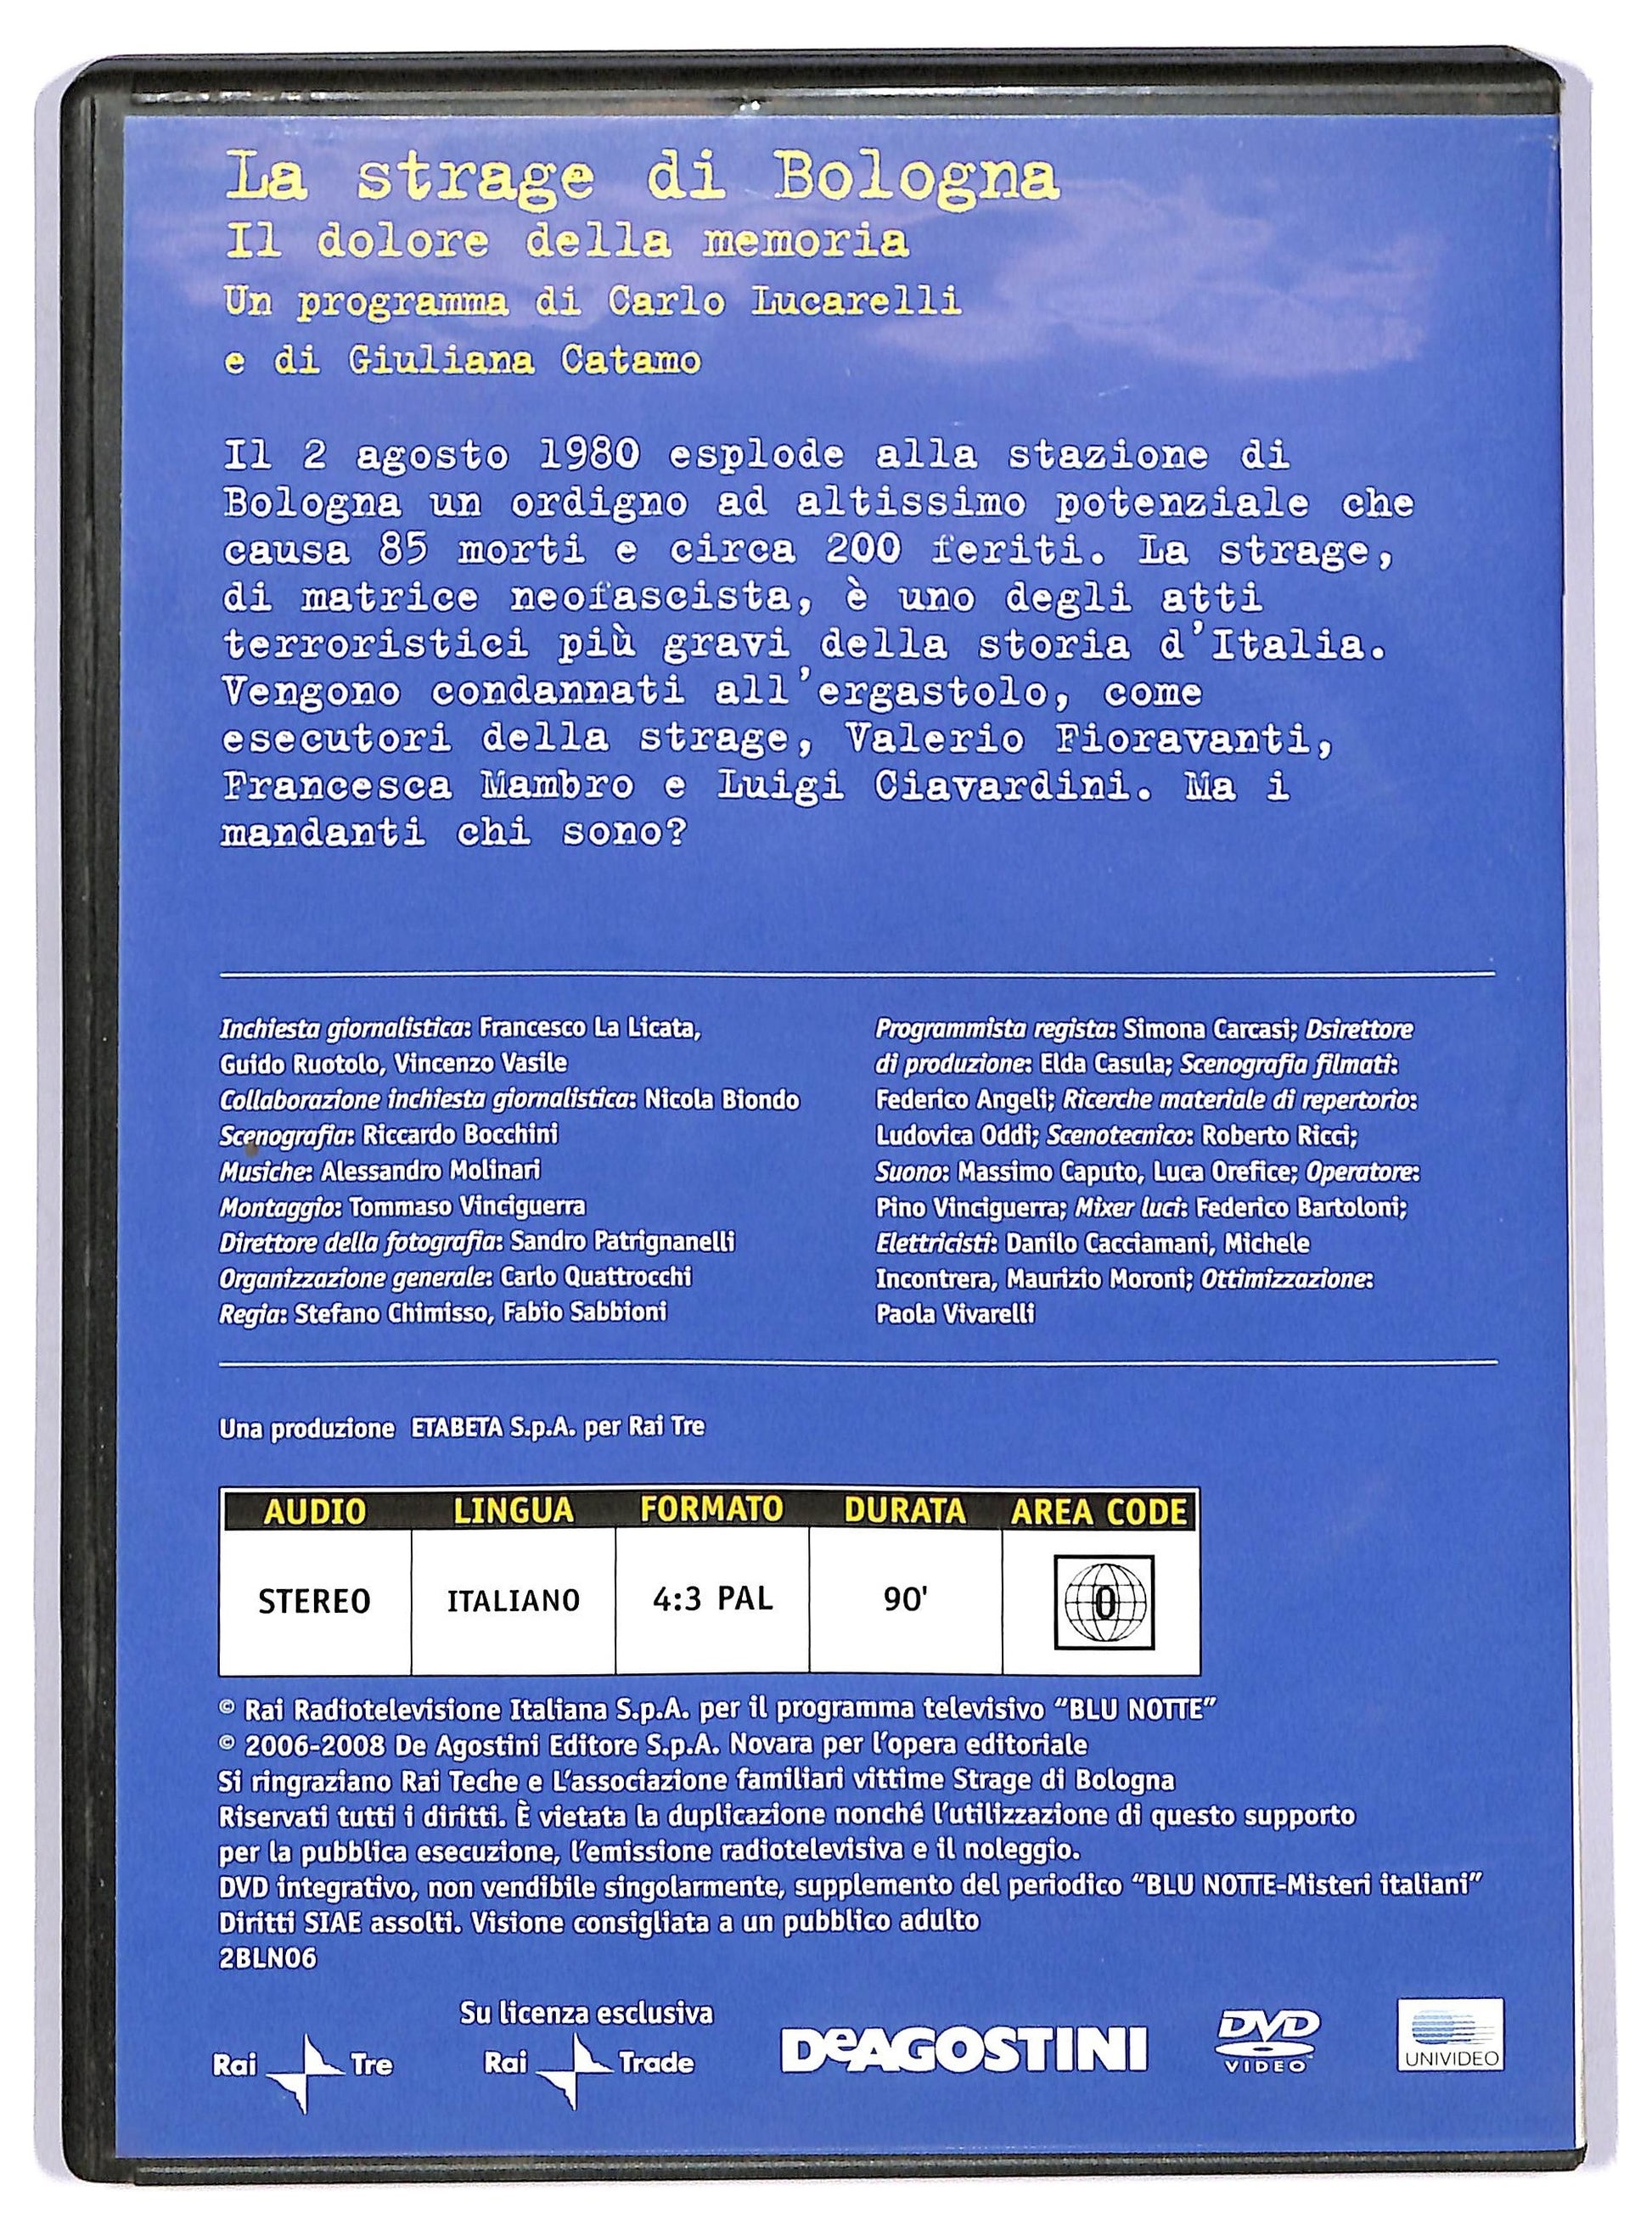 La strage di Bologna
Il dolore della memoria
Un programma di Carlo Lucarelli
e di Giuliana Catamo
Il 2 agosto 1980 esplode alla stazione di
Bologna un ordigno ad altissimo potenziale che
causa 85 morti e circa 200 feriti. La strage,
di matrice neofascista, è uno degli atti
terroristici più gravi della storia d'Italia.
Vengono condannati all'ergastolo, come
esecutori della strage, Valerio Fioravanti,
Francesca Mambro e Luigi Ciavardini. Ma i
mandanti chi sono?
Inchiesta giornalistica: Francesco La Licata,
Guido Ruotolo, Vincenzo Vasile
Collaborazione inchiesta giornalistica: Nicola Biondo
Scenografia: Riccardo Bocchini
Musiche: Alessandro Molinari
Montaggio: Tommaso Vinciguerra
Direttore della fotografia: Sandro Patrignanelli
Organizzazione generale: Carlo Quattrocchi
Regia: Stefano Chimisso, Fabio Sabbioni
Programmista regista: Simona Carcasi; Dsirettore
di produzione: Elda Casula; Scenografia filmati:
Federico Angeli; Ricerche materiale di repertorio:
Ludovica Oddi; Scenotecnico: Roberto Ricci;
Suono: Massimo Caputo, Luca Orefice; Operatore:
Pino Vinciguerra; Mixer luci: Federico Bartoloni;
Elettricisti: Danilo Cacciamani, Michele
Incontrera, Maurizio Moroni; Ottimizzazione:
Paola Vivarelli
Una produzione ETABETA S.p.A. per Rai Tre
AUDIO LINGUA FORMATO DURATA AREA CODE
STEREO ITALIANO 4:3 PAL 90' 0
© Rai Radiotelevisione Italiana S.p.A. per il programma televisivo “BLU NOTTE”
© 2006-2008 De Agostini Editore S.p.A. Novara per l'opera editoriale
Si ringraziano Rai Teche e L'associazione familiari vittime Strage di Bologna
Riservati tutti i diritti. È vietata la duplicazione nonché l'utilizzazione di questo supporto
per la pubblica esecuzione, l'emissione radiotelevisiva e il noleggio.
DVD integrativo, non vendibile singolarmente, supplemento del periodico “BLU NOTTE-Misteri italiani”
Diritti SIAE assolti. Visione consigliata a un pubblico adulto
2BLN06
Su licenza esclusiva
Rai Tre
Rai Trade
DeAGOSTINI
DVD
VIDEO
UNIVIDEO